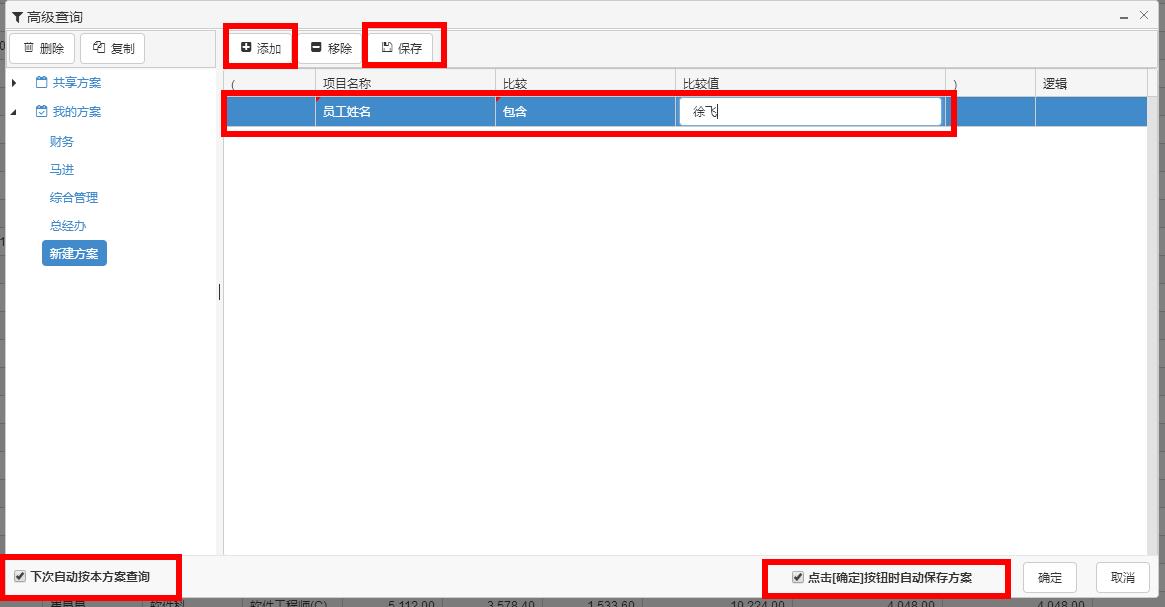 高级查询
删除 复制 添加 移除 保存
( 项目名称 比较 比较值 ) 逻辑
共享方案
员工姓名 包含 徐飞
我的方案
财务
马进
综合管理
总经办
新建方案
下次自动按本方案查询 点击[确定]按钮时自动保存方案 确定 取消